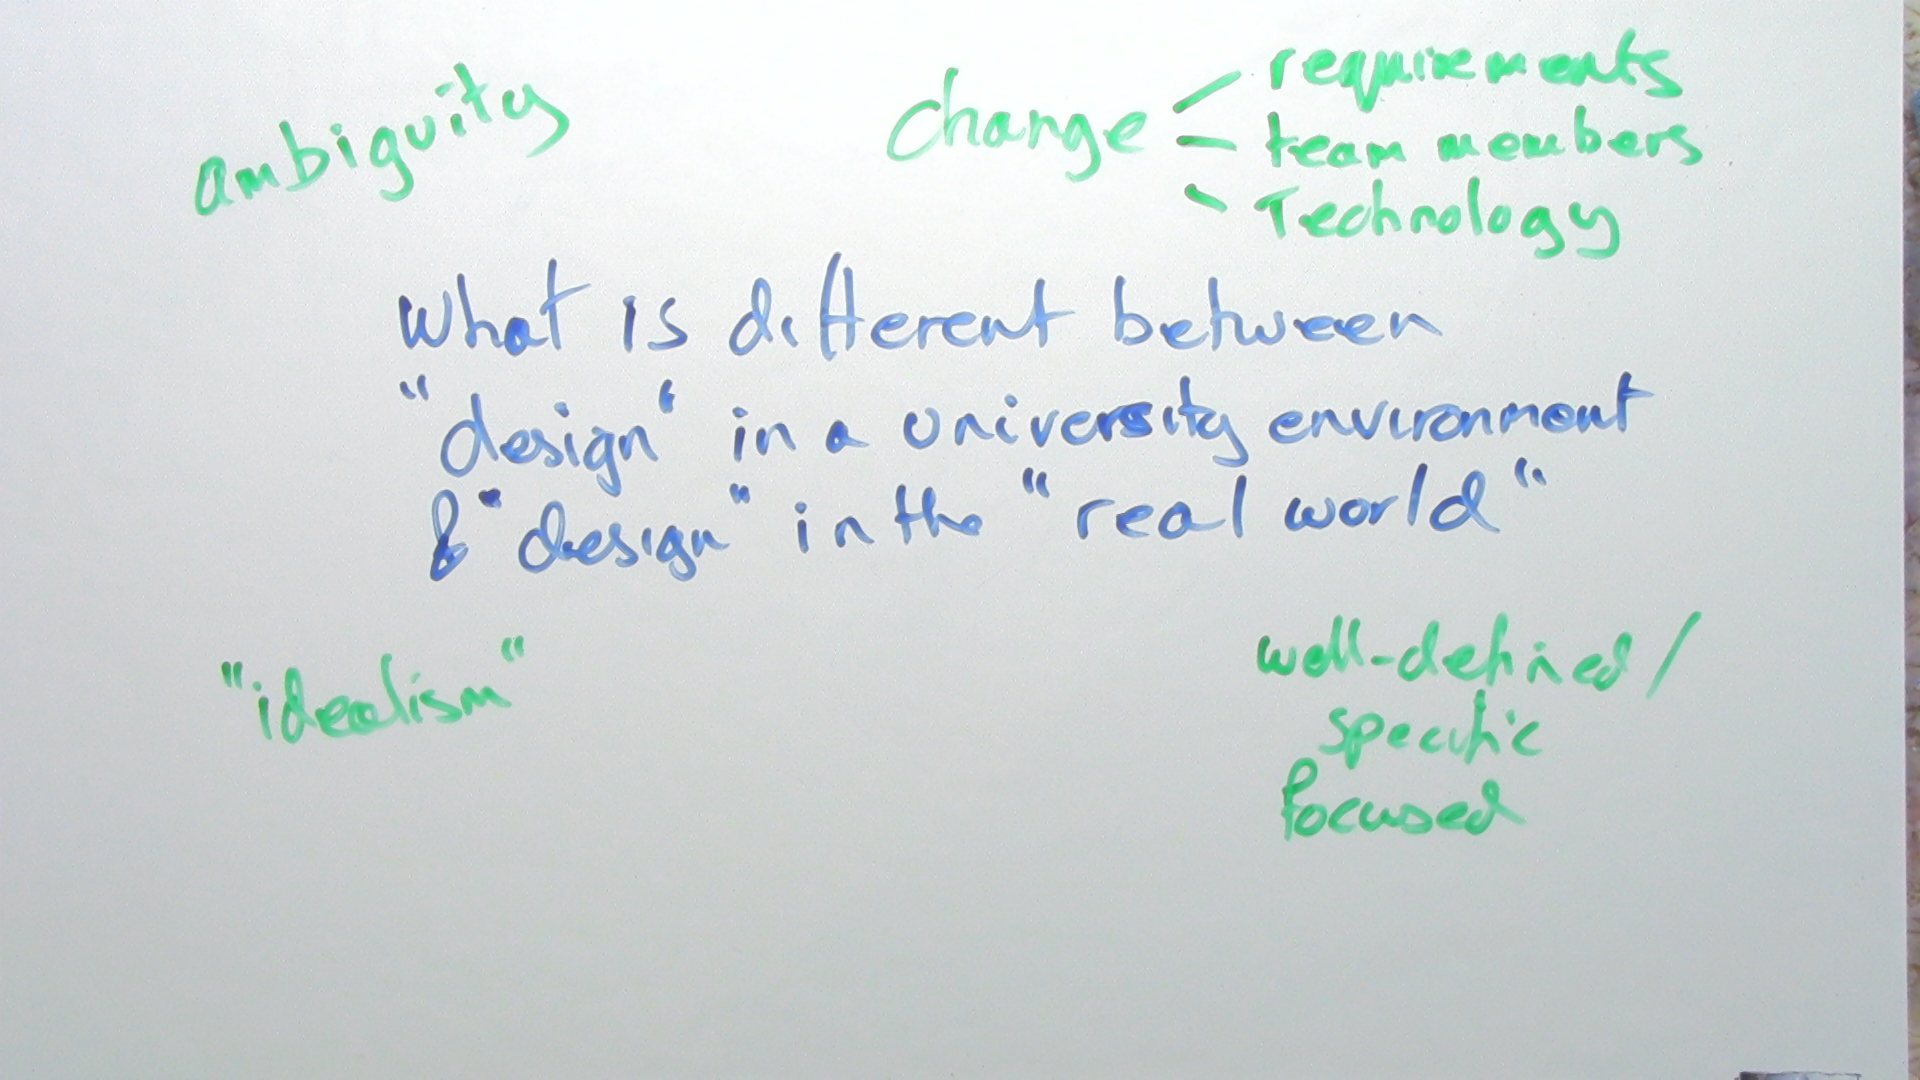 ambiguity
change
requirements
team members
Technology
What is different between
"design" in a university environment
& "design" in the "real world"
"idealism"
well-defined/
specific
focused